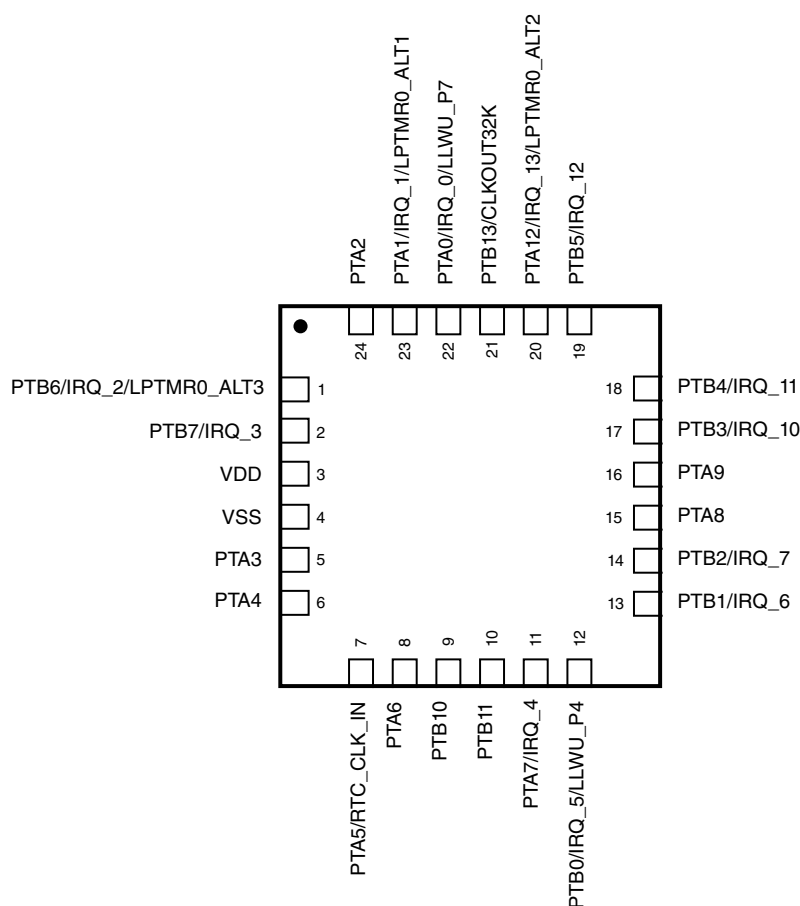 PTA2
PTA1/IRQ_1/LPTMR0_ALT1
PTA0/IRQ_0/LLWU_P7
PTB13/CLKOUT32K
PTA12/IRQ_13/LPTMR0_ALT2
PTB5/IRQ_12
24
23
22
21
20
19
PTB6/IRQ_2/LPTMR0_ALT3
1
PTB7/IRQ_3
2
VDD
3
VSS
4
PTA3
5
PTA4
6
18
PTB4/IRQ_11
17
PTB3/IRQ_10
16
PTA9
15
PTA8
14
PTB2/IRQ_7
13
PTB1/IRQ_6
7
8
9
10
11
12
PTA5/RTC_CLK_IN
PTA6
PTB10
PTB11
PTA7/IRQ_4
PTB0/IRQ_5/LLWU_P4